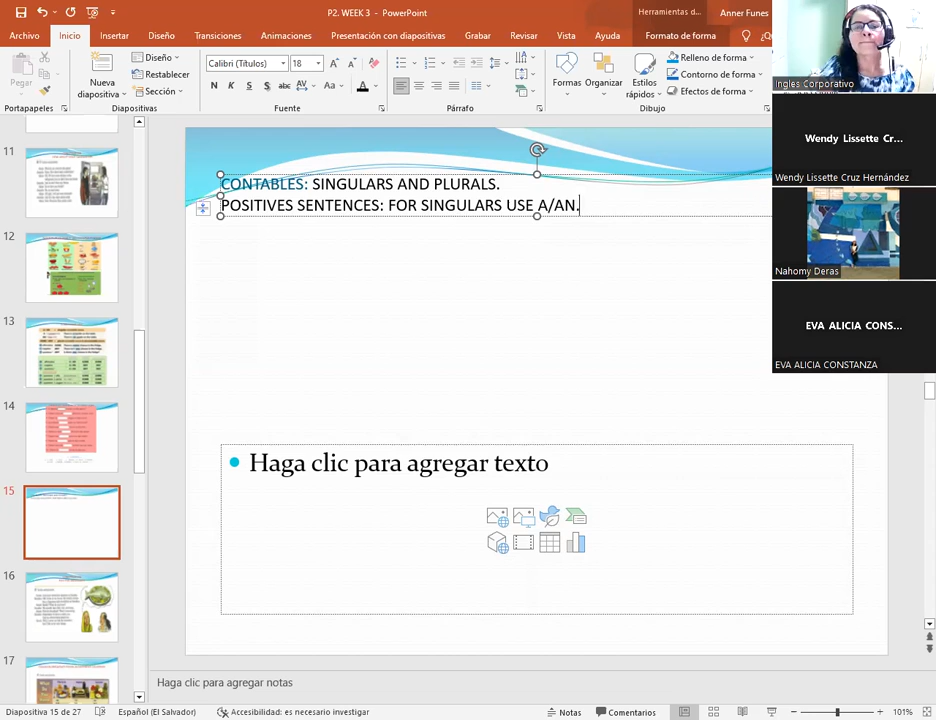 P2. WEEK 3 - PowerPoint
Herramientas d...
Anner Funes
Archivo
Inicio
Insertar
Diseño
Transiciones
Animaciones
Presentación con diapositivas
Grabar
Revisar
Vista
Ayuda
Formato de forma
¿Q
Pegar
Portapapeles
Nueva
diapositiva
Diseño
Restablecer
Sección
Diapositivas
Calibri (Títulos)
18
N K S S abc AV Aa A
Fuente
Párrafo
Formas
Organizar
Estilos
rápidos
Relleno de forma
Contorno de forma
Efectos de forma
Dibujo
Ingles Corporativo
Wendy Lissette Cr...
Wendy Lissette Cruz Hernández
Nahomy Deras
EVA ALICIA CONS...
EVA ALICIA CONSTANZA
11
12
13
14
15
16
17
CONTABLES: SINGULARS AND PLURALS.
POSITIVES SENTENCES: FOR SINGULARS USE A/AN.
Haga clic para agregar texto
Haga clic para agregar notas
Diapositiva 15 de 27
Español (El Salvador)
Accesibilidad: es necesario investigar
Notas
Comentarios
101%